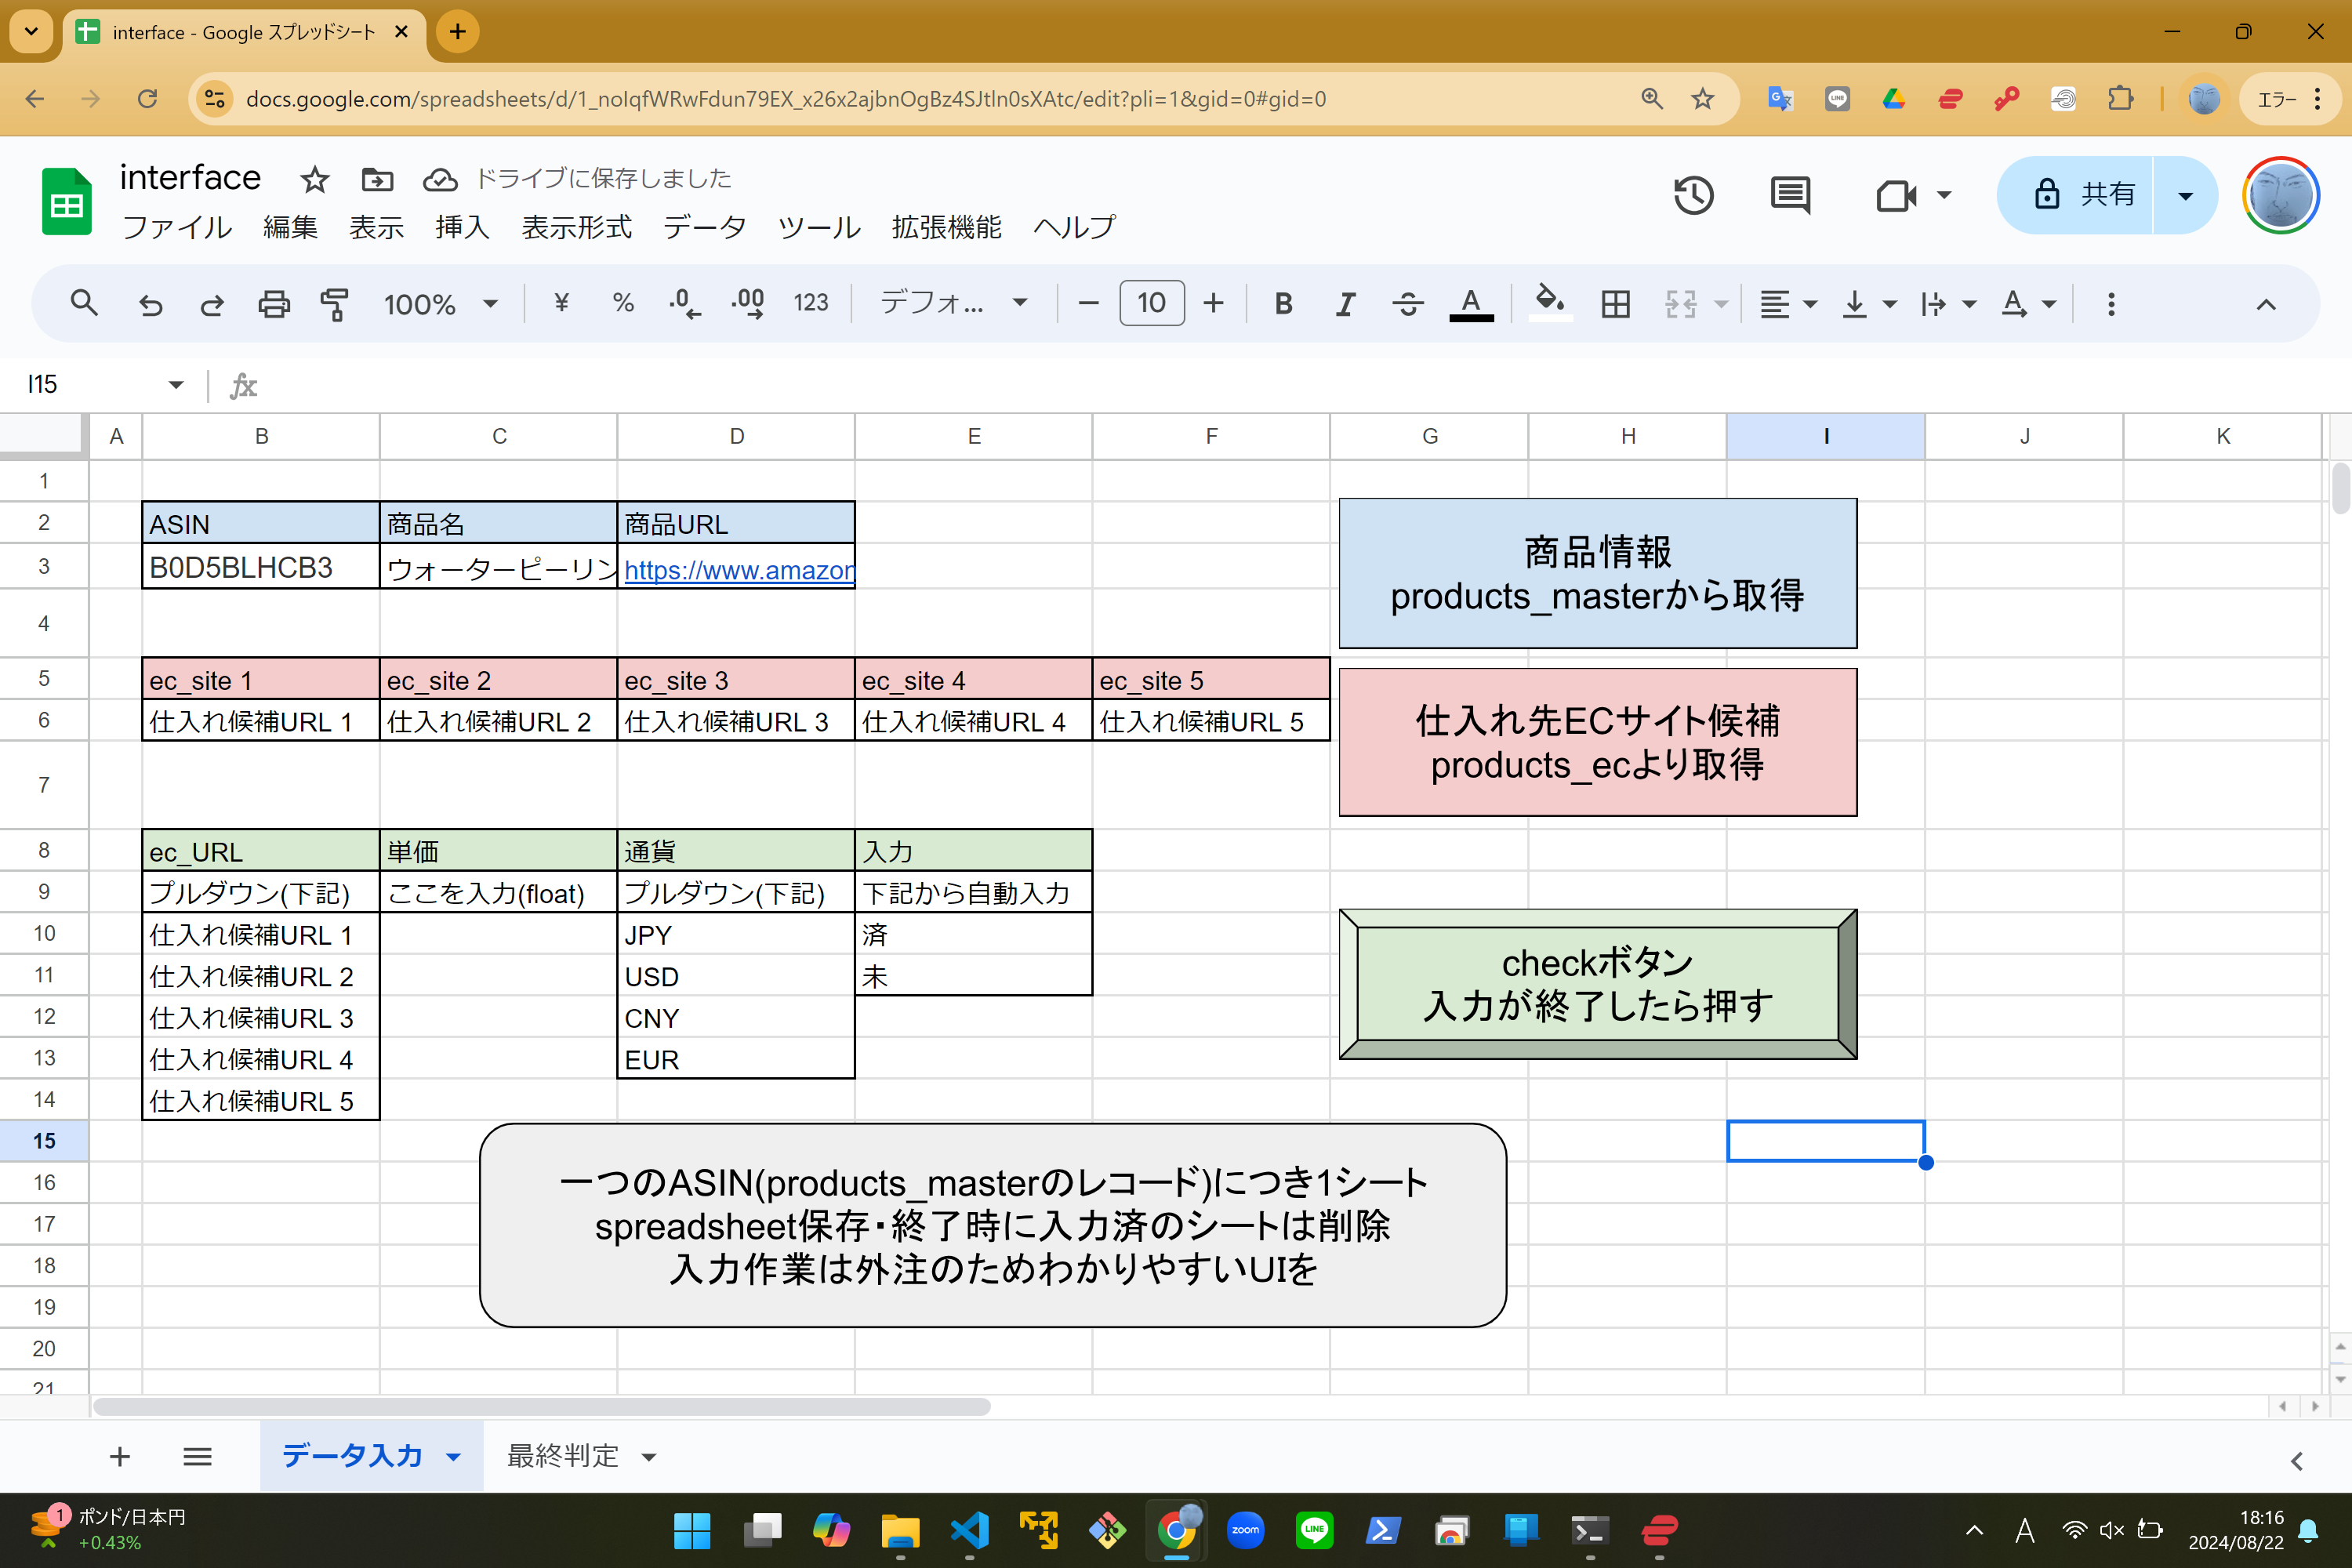 interface - Google スプレッドシート
docs.google.com/spreadsheets/d/1_noIqfWRwFdun79EX_x26x2ajbnOgBz4SJtln0sXAtc/edit?pli=1&gid=0#gid=0
エラー
interface
ドライブに保存しました
ファイル 編集 表示 挿入 表示形式 データ ツール 拡張機能 ヘルプ
共有
100% ¥ % .0 .00 123 デフォ... 10 B I A A
I15
fx
A B C D E F G H I J K
1
2 ASIN 商品名 商品URL
3 B0D5BLHCB3 ウォーターピーリン https://www.amazon
4
5 ec_site 1 ec_site 2 ec_site 3 ec_site 4 ec_site 5
6 仕入れ候補URL 1 仕入れ候補URL 2 仕入れ候補URL 3 仕入れ候補URL 4 仕入れ候補URL 5
7
8 ec_URL 単価 通貨 入力
9 プルダウン(下記) ここを入力(float) プルダウン(下記) 下記から自動入力
10 仕入れ候補URL 1 JPY 済
11 仕入れ候補URL 2 USD 未
12 仕入れ候補URL 3 CNY
13 仕入れ候補URL 4 EUR
14 仕入れ候補URL 5
15
16
17
18
19
20
21
商品情報
products_masterから取得
仕入れ先ECサイト候補
products_ecより取得
checkボタン
入力が終了したら押す
一つのASIN(products_masterのレコード)につき1シート
spreadsheet保存・終了時に入力済のシートは削除
入力作業は外注のためわかりやすいUIを
データ入力 最終判定
1
ポンド/日本円
+0.43%
zoom
LINE
A
18:16
2024/08/22